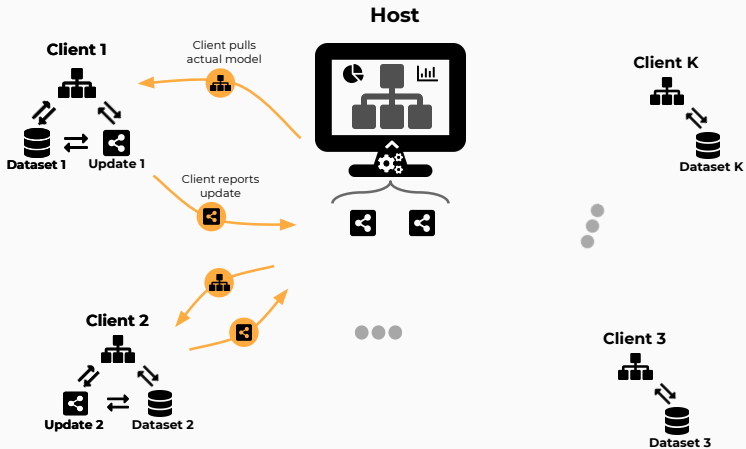 Host
Client 1
Client pulls
actual model
Client K
Dataset 1
Update 1
Dataset K
Client reports
update
Client 2
Client 3
Update 2
Dataset 2
Dataset 3